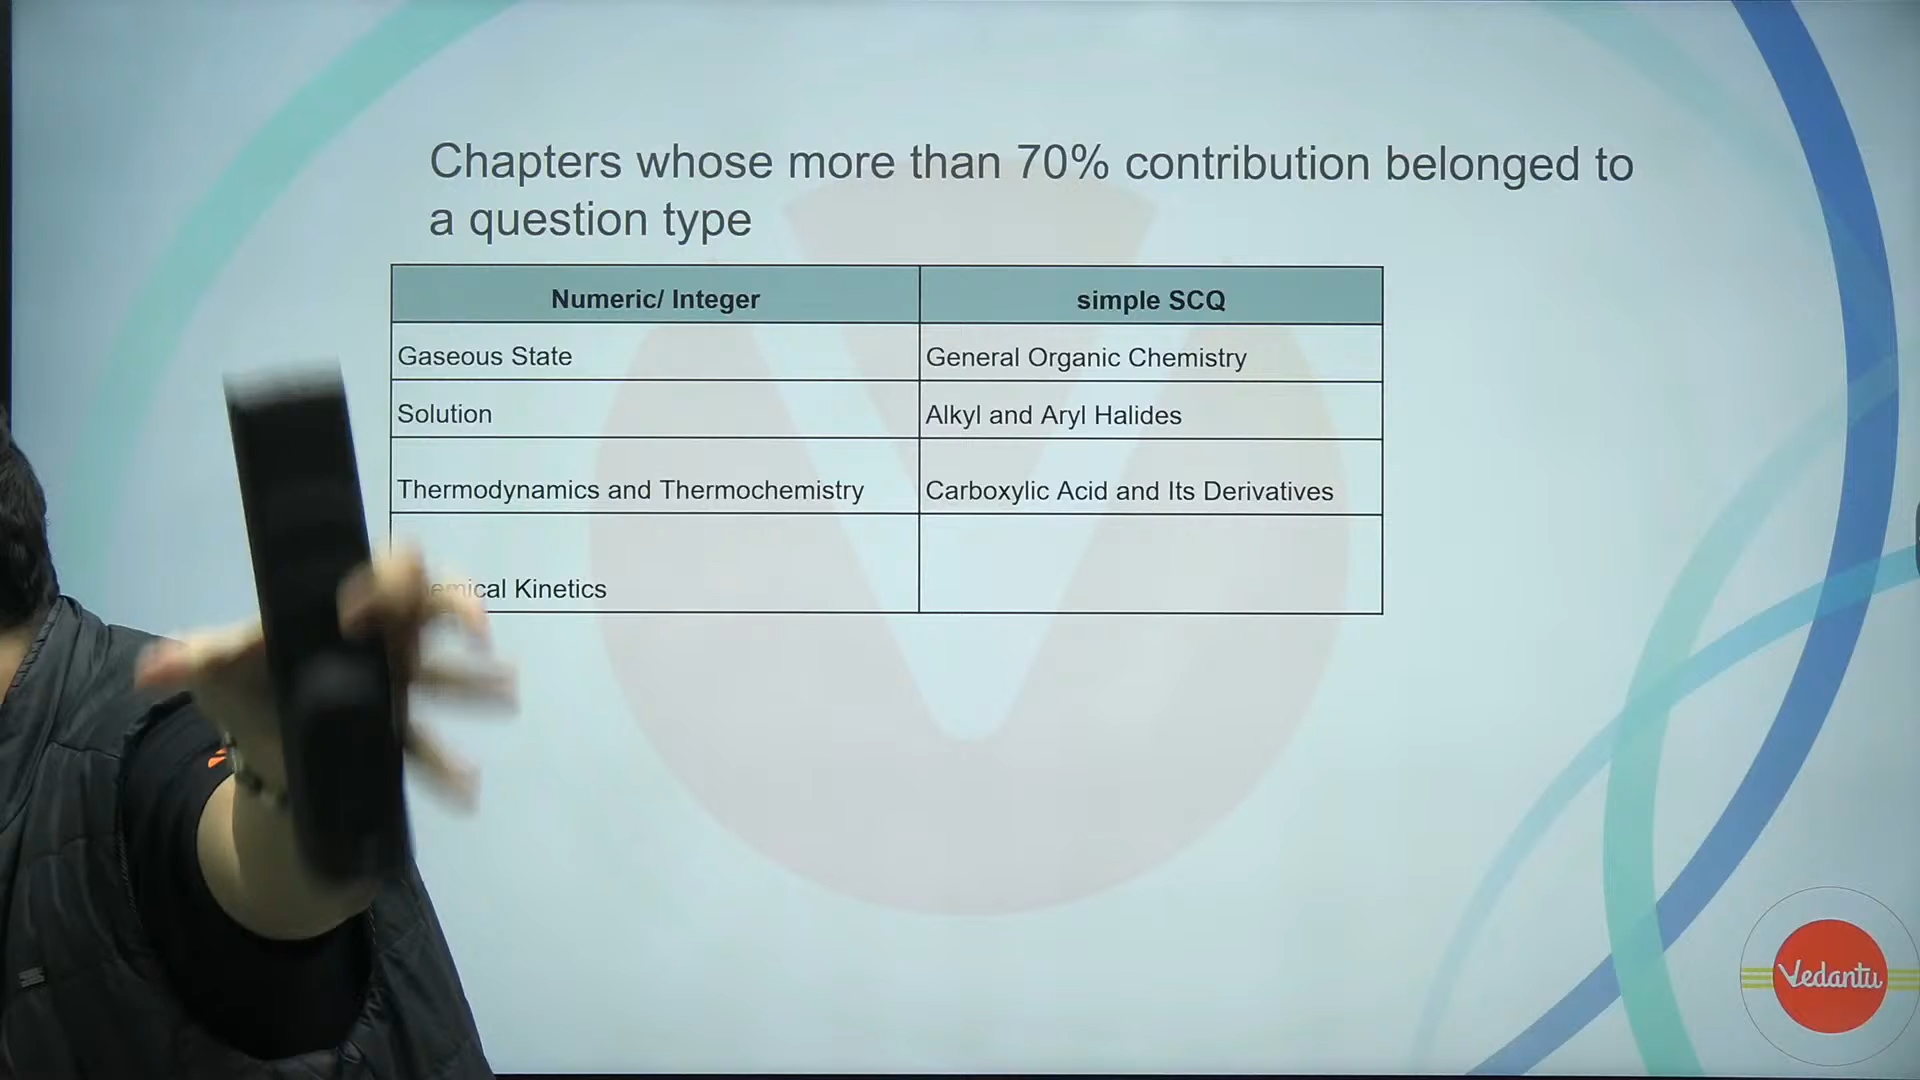 Chapters whose more than 70% contribution belonged to
a question type
Numeric/ Integer
simple SCQ
Gaseous State
General Organic Chemistry
Solution
Alkyl and Aryl Halides
Thermodynamics and Thermochemistry
Carboxylic Acid and Its Derivatives
Kinetics
Vedantu